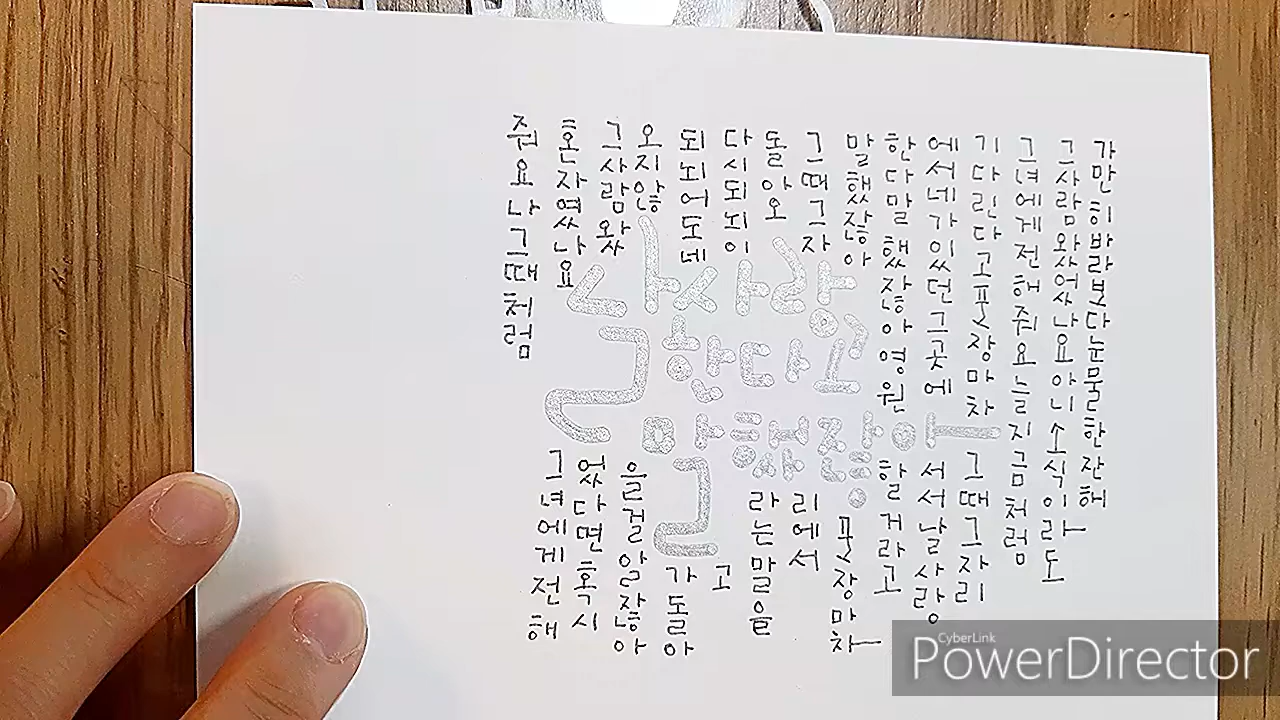 가만히바라보다눈물한잔해
그사람왔었나요아니소식이라도
그녀에게전해줘요늘지금처럼
기다린다고포장마차 그때그자리
에서네가있던그곳에 서서날사랑
한다말했잖아영원 할거라고
말했잖아 포장마차
그때그자 리에서
돌아오 라는말을
다시되뇌이 고
되뇌어도네 가돌아
오지않 을걸알잖아
그사람왔 었다면혹시
혼자였나요 그녀에게전해
줘요나그때처럼
날사랑
한다고
말했잖아
CyberLink
PowerDirector